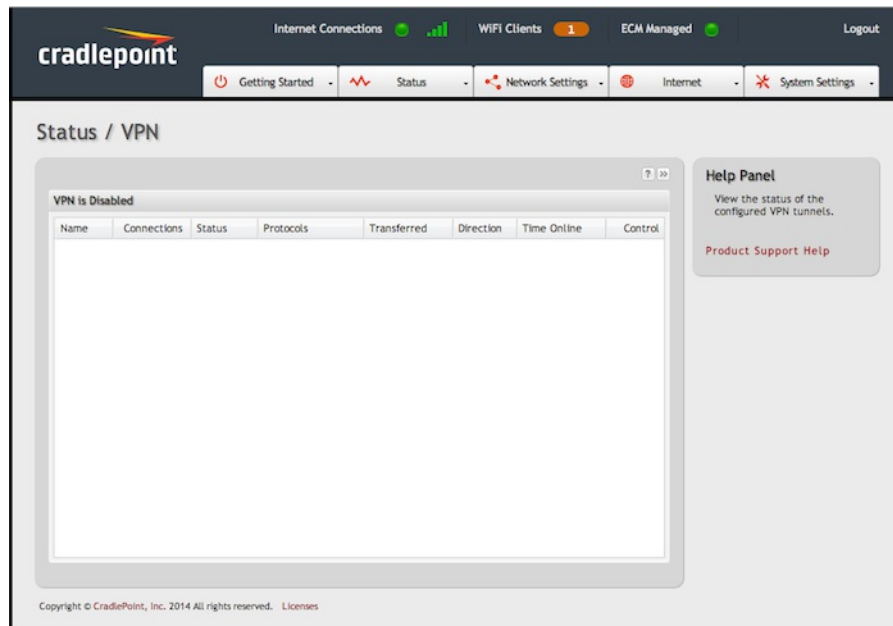 Internet Connections WiFi Clients 1 ECM Managed Logout
cradlepoint
Getting Started Status Network Settings Internet System Settings
Status / VPN
? »
Help Panel
VPN is Disabled
View the status of the
configured VPN tunnels.
Name Connections Status Protocols Transferred Direction Time Online Control
Product Support Help
Copyright © CradlePoint, Inc. 2014 All rights reserved. Licenses